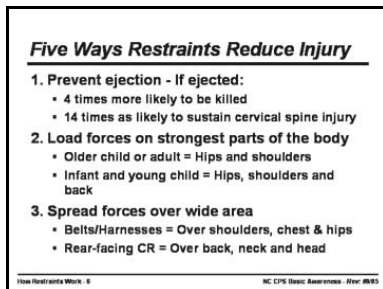 Five Ways Restraints Reduce Injury
1. Prevent ejection - If ejected:
▪ 4 times more likely to be killed
▪ 14 times as likely to sustain cervical spine injury
2. Load forces on strongest parts of the body
▪ Older child or adult = Hips and shoulders
▪ Infant and young child = Hips, shoulders and
back
3. Spread forces over wide area
▪ Belts/Harnesses = Over shoulders, chest & hips
▪ Rear-facing CR = Over back, neck and head
How Restraints Work - 6
NC CPS Basic Awareness - Rev: